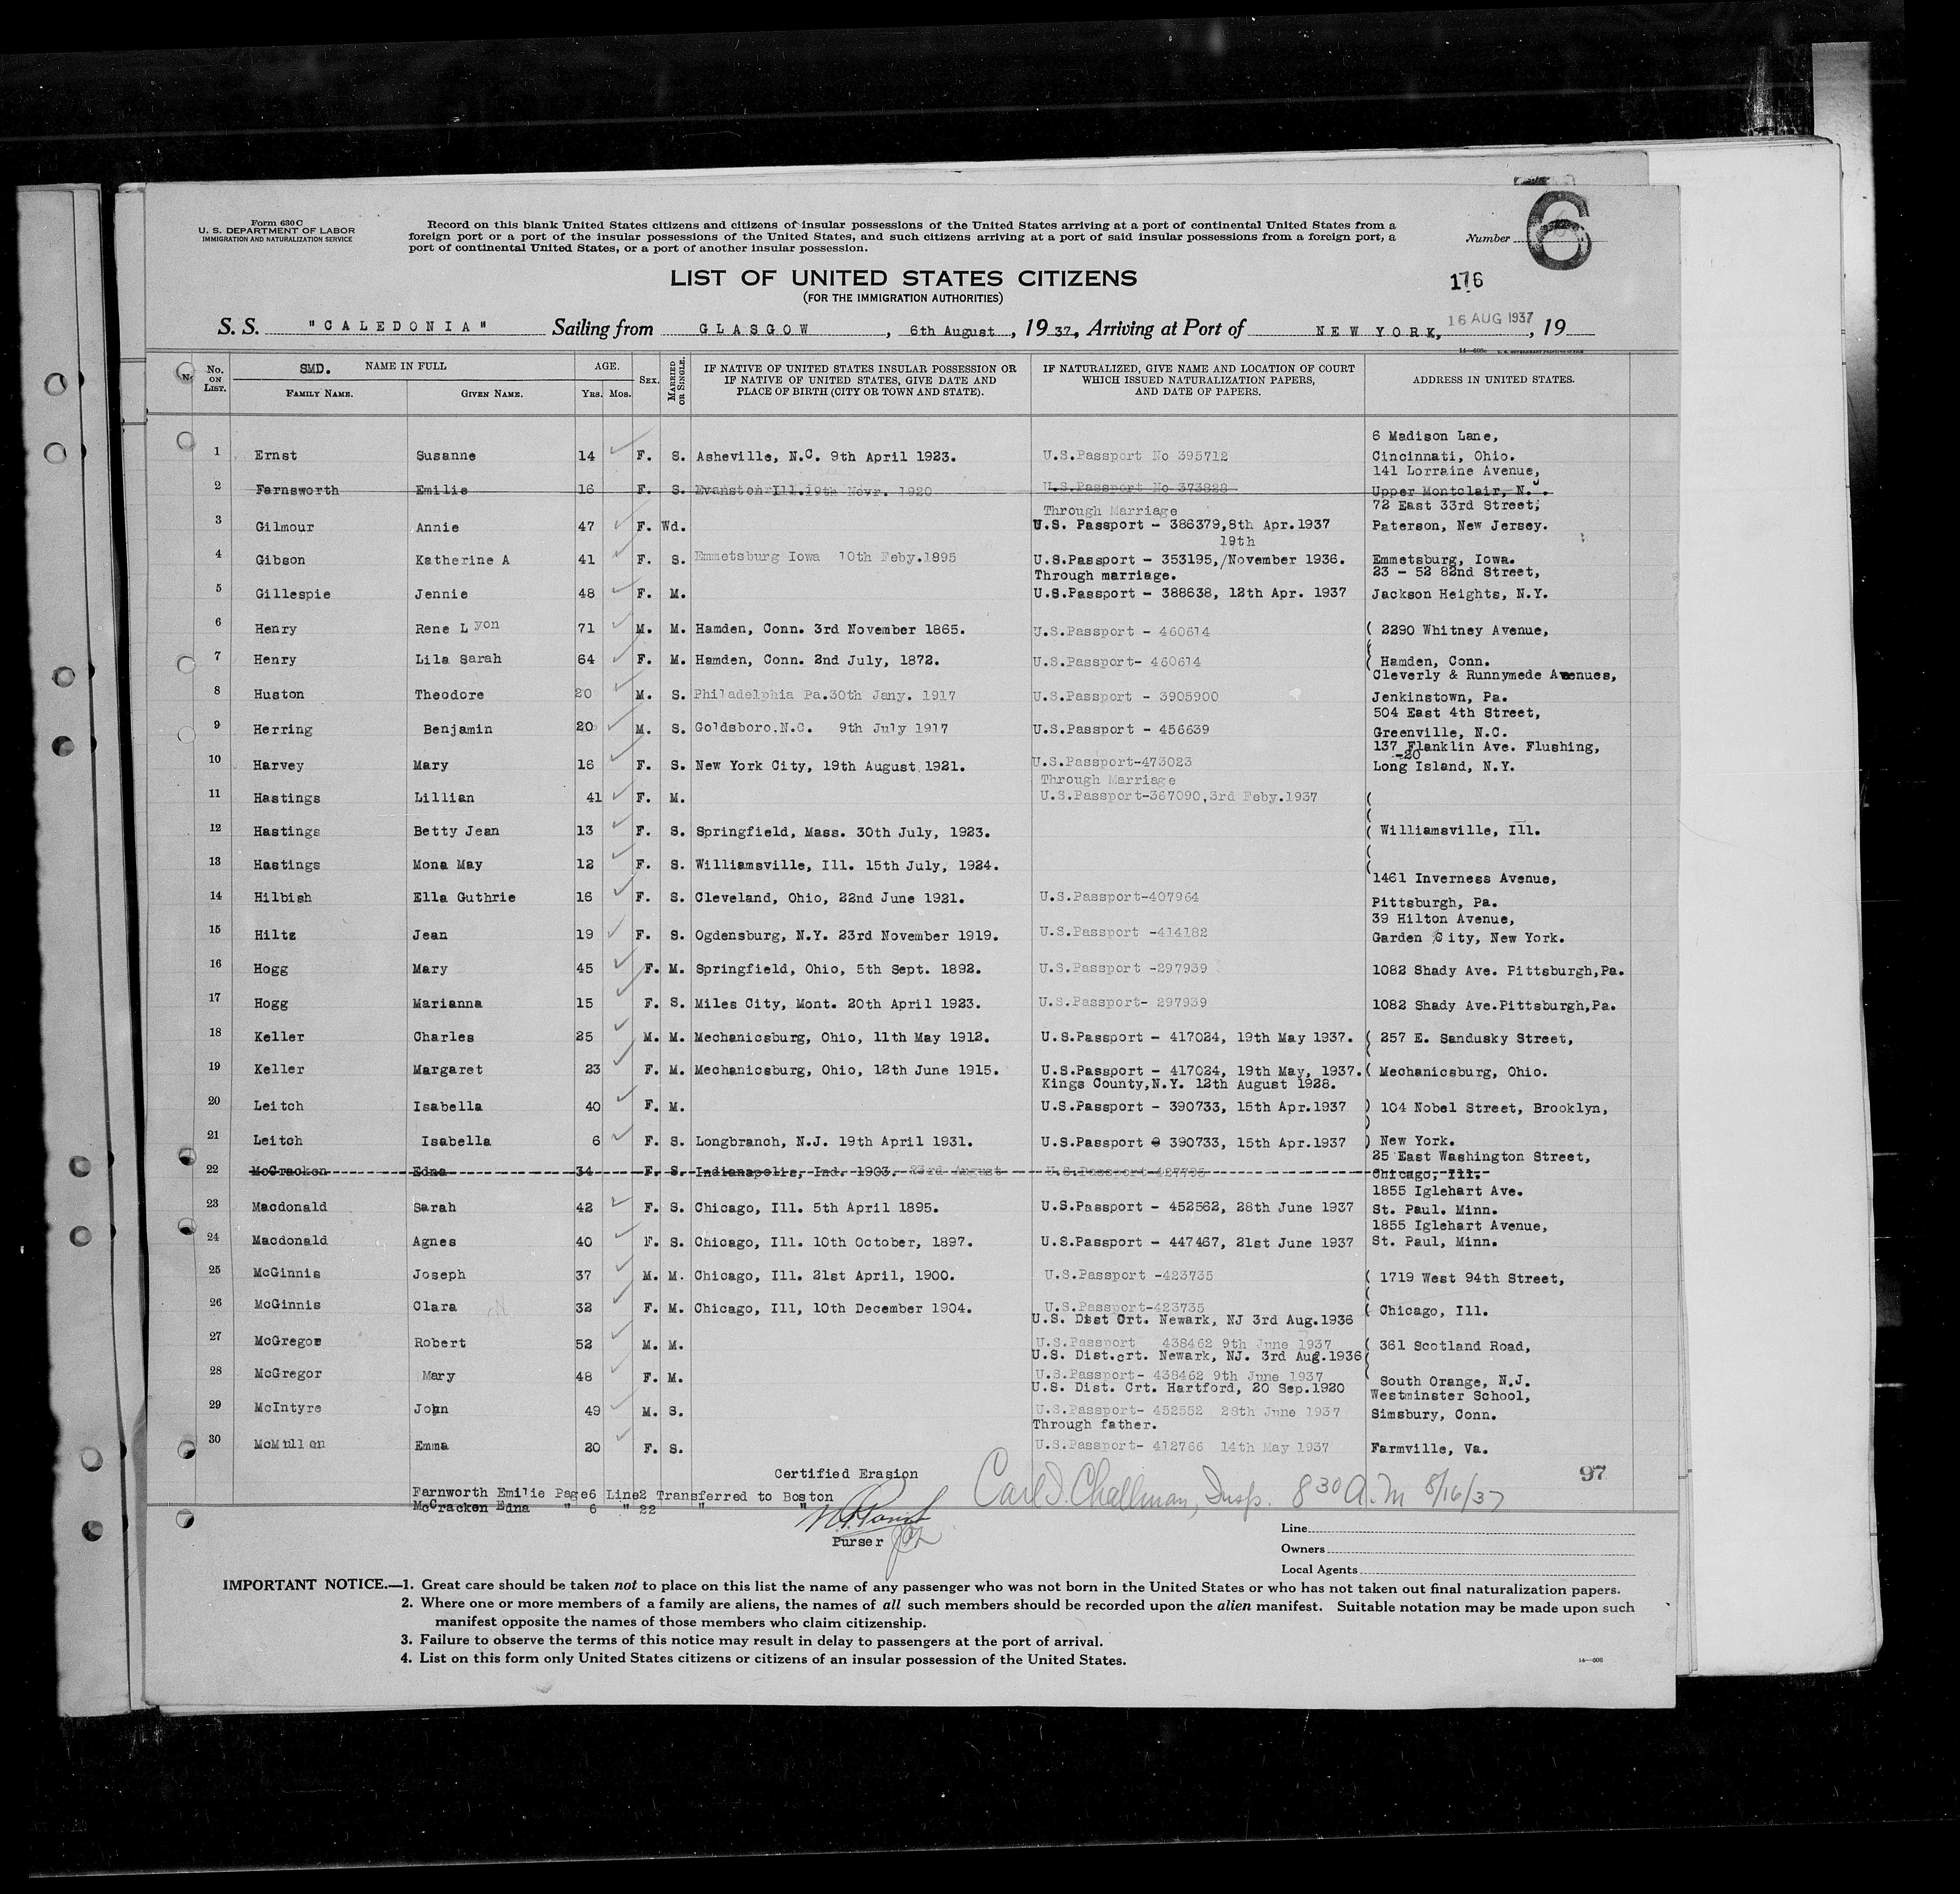 Form 630 C
U. S. DEPARTMENT OF LABOR
IMMIGRATION AND NATURALIZATION SERVICE
Record on this blank United States citizens and citizens of insular possessions of the United States arriving at a port of continental United States from a
foreign port or a port of the insular possessions of the United States, and such citizens arriving at a port of said insular possessions from a foreign port, a
port of continental United States, or a port of another insular possession.
Number 6
LIST OF UNITED STATES CITIZENS
(FOR THE IMMIGRATION AUTHORITIES)
176
S. S. "CALEDONIA" Sailing from GLASGOW, 6th August, 1937, Arriving at Port of NEW YORK, 16 AUG 1937, 19
No. ON LIST. SMD. NAME IN FULL FAMILY NAME. GIVEN NAME. AGE. YRS. MOS. SEX. MARRIED OR SINGLE. IF NATIVE OF UNITED STATES INSULAR POSSESSION OR IF NATIVE OF UNITED STATES, GIVE DATE AND PLACE OF BIRTH (CITY OR TOWN AND STATE). IF NATURALIZED, GIVE NAME AND LOCATION OF COURT WHICH ISSUED NATURALIZATION PAPERS, AND DATE OF PAPERS. ADDRESS IN UNITED STATES.
6 Madison Lane,
1 Ernst Susanne 14 F. S. Asheville, N.C. 9th April 1923. U.S.Passport No 395712 Cincinnati, Ohio.
141 Lorraine Avenue,
2 Farnsworth Emilie 16 F. S. Evanston Ill. 19th Novr. 1920 U.S.Passport No 373828 Upper Montclair, N.J.
Through Marriage 72 East 33rd Street,
3 Gilmour Annie 47 F. Wd. U.S. Passport - 386379, 8th Apr.1937 Paterson, New Jersey.
19th
4 Gibson Katherine A 41 F. S. Emmetsburg Iowa 10th Feby.1895 U.S.Passport - 353195,/November 1936. Emmetsburg, Iowa.
Through marriage. 23 - 52 82nd Street,
5 Gillespie Jennie 48 F. M. U.S.Passport - 388638, 12th Apr. 1937 Jackson Heights, N.Y.
6 Henry Rene Lyon 71 M. M. Hamden, Conn. 3rd November 1865. U.S.Passport - 460614 ( 2290 Whitney Avenue,
7 Henry Lila Sarah 64 F. M. Hamden, Conn. 2nd July, 1872. U.S.Passport- 460614 ( Hamden, Conn.
Cleverly & Runnymede Avenues,
8 Huston Theodore 20 M. S. Philadelphia Pa.30th Jany. 1917 U.S.Passport - 3905900 Jenkinstown, Pa.
504 East 4th Street,
9 Herring Benjamin 20 M. S. Goldsboro.N.C. 9th July 1917 U.S.Passport - 456639 Greenville, N.C.
137 Flanklin Ave. Flushing,
-20
10 Harvey Mary 16 F. S. New York City, 19th August 1921. U.S.Passport-473023 Long Island, N.Y.
Through Marriage
11 Hastings Lillian 41 F. M. U.S.Passport-367090,3rd Feby.1937 (
12 Hastings Betty Jean 13 F. S. Springfield, Mass. 30th July, 1923. ( Williamsville, Ill.
13 Hastings Mona May 12 F. S. Williamsville, Ill. 15th July, 1924. (
1461 Inverness Avenue,
14 Hilbish Ella Guthrie 16 F. S. Cleveland, Ohio, 22nd June 1921. U.S.Passport-407964 Pittsburgh, Pa.
39 Hilton Avenue,
15 Hiltz Jean 19 F. S. Ogdensburg, N.Y. 23rd November 1919. U.S.Passport -414182 Garden City, New York.
16 Hogg Mary 45 F. M. Springfield, Ohio, 5th Sept. 1892. U.S.Passport -297939 1082 Shady Ave. Pittsburgh,Pa.
17 Hogg Marianna 15 F. S. Miles City, Mont. 20th April 1923. U.S.Passport- 297939 1082 Shady Ave.Pittsburgh,Pa.
18 Keller Charles 25 M. M. Mechanicsburg, Ohio, 11th May 1912. U.S.Passport - 417024, 19th May 1937. ( 257 E. Sandusky Street,
19 Keller Margaret 23 F. M. Mechanicsburg, Ohio, 12th June 1915. U.S.Passport - 417024, 19th May, 1937. ( Mechanicsburg, Ohio.
Kings County,N.Y. 12th August 1928.
20 Leitch Isabella 40 F. M. U.S.Passport - 390733, 15th Apr.1937 ) 104 Nobel Street, Brooklyn,
21 Leitch Isabella 6 F. S. Longbranch, N.J. 19th April 1931. U.S.Passport - 390733, 15th Apr.1937 ) New York.
25 East Washington Street,
22 McCracken Edna 34 F. S. Indianapolis, Ind. 1903. 23rd August U.S.Passport-427795 Chicago, Ill.
1855 Iglehart Ave.
23 Macdonald Sarah 42 F. S. Chicago, Ill. 5th April 1895. U.S.Passport - 452562, 28th June 1937 St. Paul. Minn.
1855 Iglehart Avenue,
24 Macdonald Agnes 40 F. S. Chicago, Ill. 10th October, 1897. U.S.Passport - 447467, 21st June 1937 St. Paul, Minn.
25 McGinnis Joseph 37 M. M. Chicago, Ill. 21st April, 1900. U.S.Passport -423735 ( 1719 West 94th Street,
26 McGinnis Clara 32 F. M. Chicago, Ill, 10th December 1904. U.S.Passport-423735 ( Chicago, Ill.
U.S. Dist Crt. Newark, NJ 3rd Aug.1936
27 McGregor Robert 52 M. M. U.S.Passport 438462 9th June 1937 ( 361 Scotland Road,
U.S. Dist.crt. Newark, NJ. 3rd Aug.1936
28 McGregor Mary 48 F. M. U.S.Passport- 438462 9th June 1937 ( South Orange, N.J.
U.S. Dist. Crt. Hartford, 20 Sep.1920 Westminster School,
29 McIntyre John 49 M. S. U.S.Passport- 452552 28th June 1937 Simsbury, Conn.
Through father.
30 McMullen Emma 20 F. S. U.S.Passport- 412766 14th May 1937 Farmville, Va.
Certified Erasion 97
Carl D. Challman, Insp. 8 30 A.M 8/16/37
Farnworth Emilie Page6 Line2 Transferred to Boston
McCracken Edna " 6 " 22 " "
Purser
Line
Owners
Local Agents
IMPORTANT NOTICE.—1. Great care should be taken not to place on this list the name of any passenger who was not born in the United States or who has not taken out final naturalization papers.
2. Where one or more members of a family are aliens, the names of all such members should be recorded upon the alien manifest. Suitable notation may be made upon such
manifest opposite the names of those members who claim citizenship.
3. Failure to observe the terms of this notice may result in delay to passengers at the port of arrival.
4. List on this form only United States citizens or citizens of an insular possession of the United States.